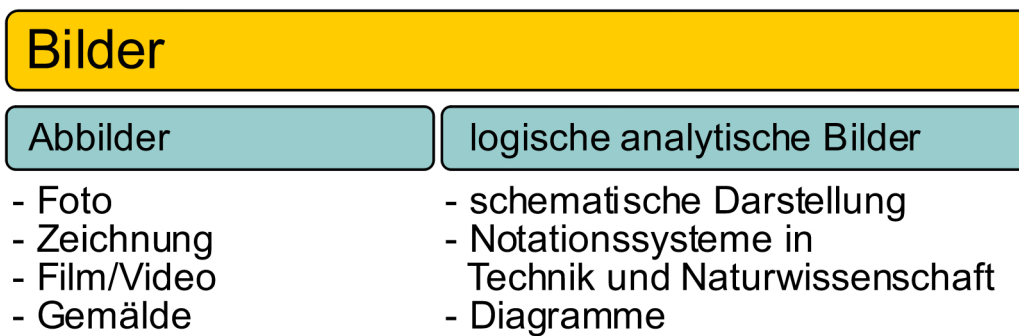 Bilder
Abbilder
- Foto
- Zeichnung
- Film/Video
- Gemälde
logische analytische Bilder
- schematische Darstellung
- Notationssysteme in
Technik und Naturwissenschaft
- Diagramme